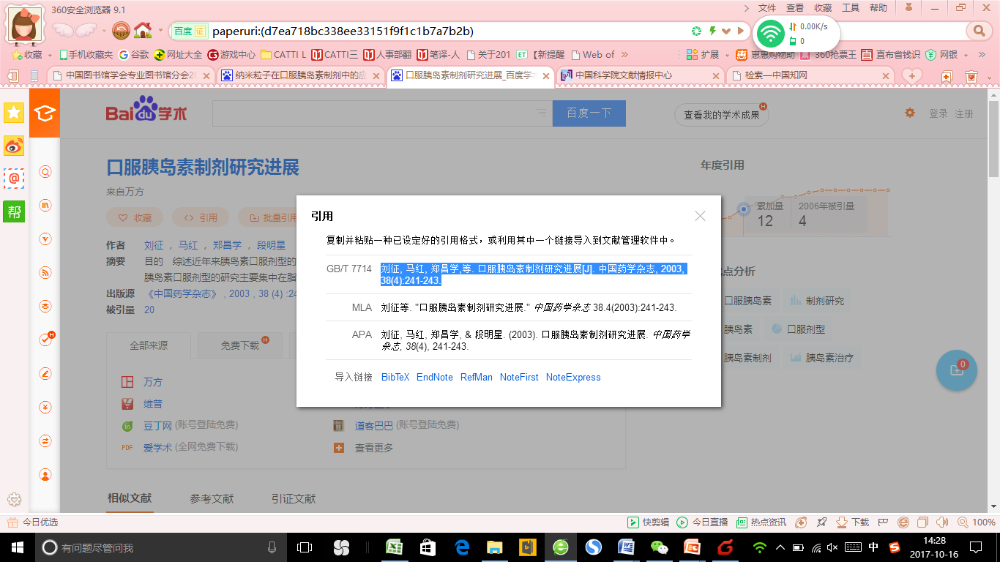 360安全浏览器 9.1
文件 查看 收藏 工具 帮助
百度 证 paperuri:(d7ea718bc338ee33151f9f1c1b7a7b2b)
0.00K/s
0
收藏 手机收藏夹 谷歌 网址大全 游戏中心 CATTI L CATTI三 人事部翻 笔译-人 关于201 【新提醒 Web of » 扩展 惠惠购物助 360抢票王 直布省钱识 网银 »
中国图书馆学会专业图书馆分会20 纳米粒子在口服胰岛素制剂中的应 口服胰岛素制剂研究进展_百度学术 中国科学院文献情报中心 检索—中国知网
Bai du 学术
百度一下
查看我的学术成果
登录 注册
口服胰岛素制剂研究进展
来自万方
收藏 <> 引用 批量引用
作者 刘征 ， 马红 ， 郑昌学 ， 段明星
摘要 目的 综述近年来胰岛素口服剂型的
胰岛素口服剂型的研究主要集中在脂
出版源 《中国药学杂志》 , 2003 , 38 (4) :24
被引量 20
全部来源 免费下载
万方
维普
豆丁网 (账号登陆免费) 道客巴巴 (账号登陆免费)
PDF 爱学术 (全网免费下载) 查看更多
相似文献 参考文献 引证文献
年度引用
累加量 2006年被引量
12 4
点分析
口服胰岛素 制剂研究
胰岛素 口服剂型
胰岛素制剂 胰岛素治疗
0
帮
引用
复制并粘贴一种已设定好的引用格式，或利用其中一个链接导入到文献管理软件中。
GB/T 7714 刘征, 马红, 郑昌学,等. 口服胰岛素制剂研究进展[J]. 中国药学杂志, 2003,
38(4):241-243.
MLA 刘征等. "口服胰岛素制剂研究进展." 中国药学杂志 38.4(2003):241-243.
APA 刘征, 马红, 郑昌学, & 段明星. (2003). 口服胰岛素制剂研究进展. 中国药学
杂志, 38(4), 241-243.
导入链接 BibTeX EndNote RefMan NoteFirst NoteExpress
今日优选 快剪辑 今日直播 热点资讯 下载 100%
有问题尽管问我
中
14:28
2017-10-16